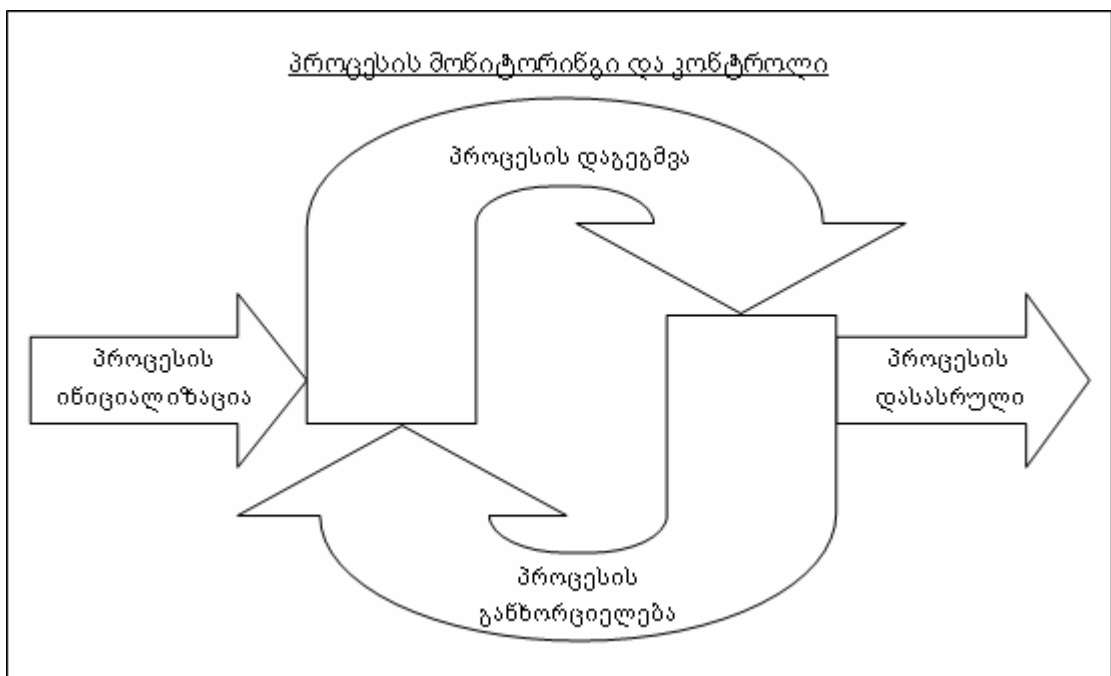 პროცესის მონიტორინგი და კონტროლი
პროცესის დაგეგმვა
პროცესის
ინიციალიზაცია
პროცესის
დასასრული
პროცესის
განხორციელება